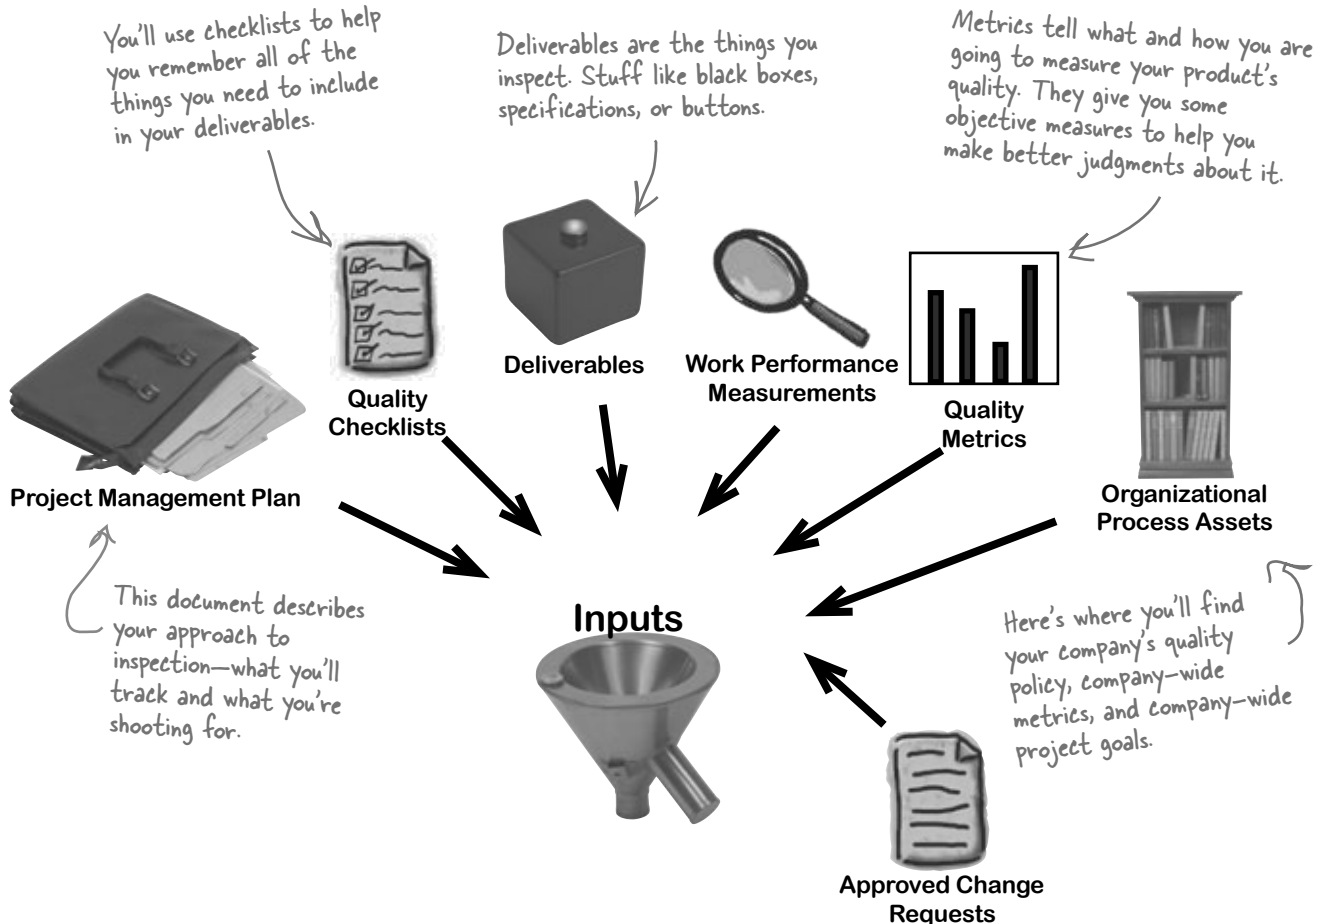 You'll use checklists to help
you remember all of the
things you need to include
in your deliverables.
Deliverables are the things you
inspect. Stuff like black boxes,
specifications, or buttons.
Metrics tell what and how you are
going to measure your product's
quality. They give you some
objective measures to help you
make better judgments about it.
Project Management Plan
Quality
Checklists
Deliverables
Work Performance
Measurements
Quality
Metrics
Organizational
Process Assets
This document describes
your approach to
inspection—what you'll
track and what you're
shooting for.
Inputs
Here's where you'll find
your company's quality
policy, company-wide
metrics, and company-wide
project goals.
Approved Change
Requests